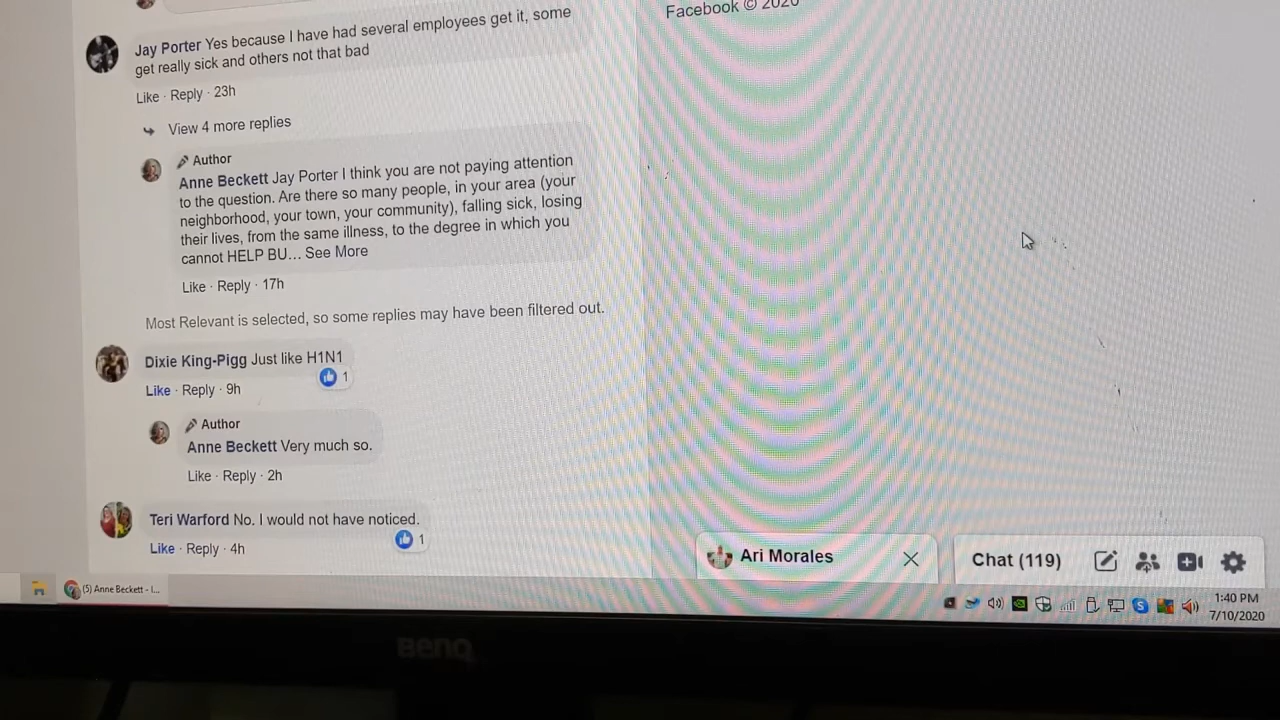 Facebook © 2020
Jay Porter Yes because I have had several employees get it, some
get really sick and others not that bad
Like · Reply · 23h
View 4 more replies
Author
Anne Beckett Jay Porter I think you are not paying attention
to the question. Are there so many people, in your area (your
neighborhood, your town, your community), falling sick, losing
their lives, from the same illness, to the degree in which you
cannot HELP BU... See More
Like · Reply · 17h
Most Relevant is selected, so some replies may have been filtered out.
Dixie King-Pigg Just like H1N1
1
Like · Reply · 9h
Author
Anne Beckett Very much so.
Like · Reply · 2h
Teri Warford No. I would not have noticed.
1
Like · Reply · 4h
Ari Morales
Chat (119)
(5) Anne Beckett - I...
1:40 PM
7/10/2020
BenQ